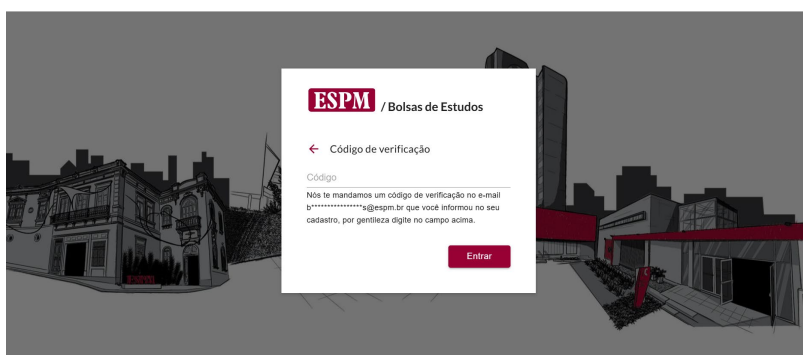 ESPM / Bolsas de Estudos
← Código de verificação
Código
Nós te mandamos um código de verificação no e-mail
b****************s@espm.br que você informou no seu
cadastro, por gentileza digite no campo acima.
Entrar
ESPM